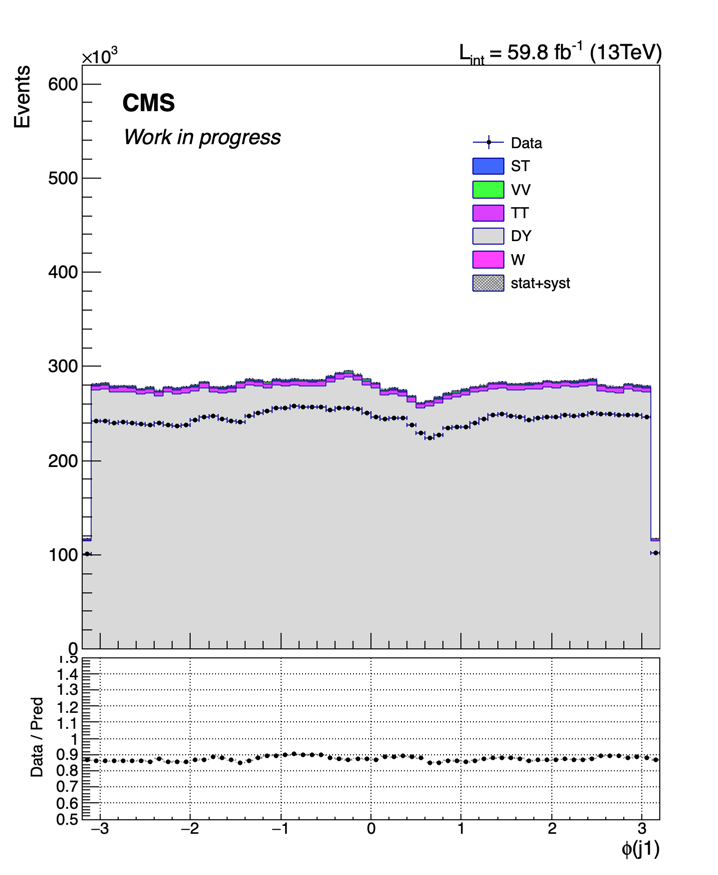 ×10³
L_int = 59.8 fb⁻¹ (13TeV)
Events
600
CMS
Work in progress
Data
500
ST
VV
TT
DY
W
400
stat+syst
300
200
100
0
1.5
1.4
1.3
1.2
1.1
1
0.9
0.8
0.7
0.6
0.5
Data / Pred
−3
−2
−1
0
1
2
3
ϕ(j1)